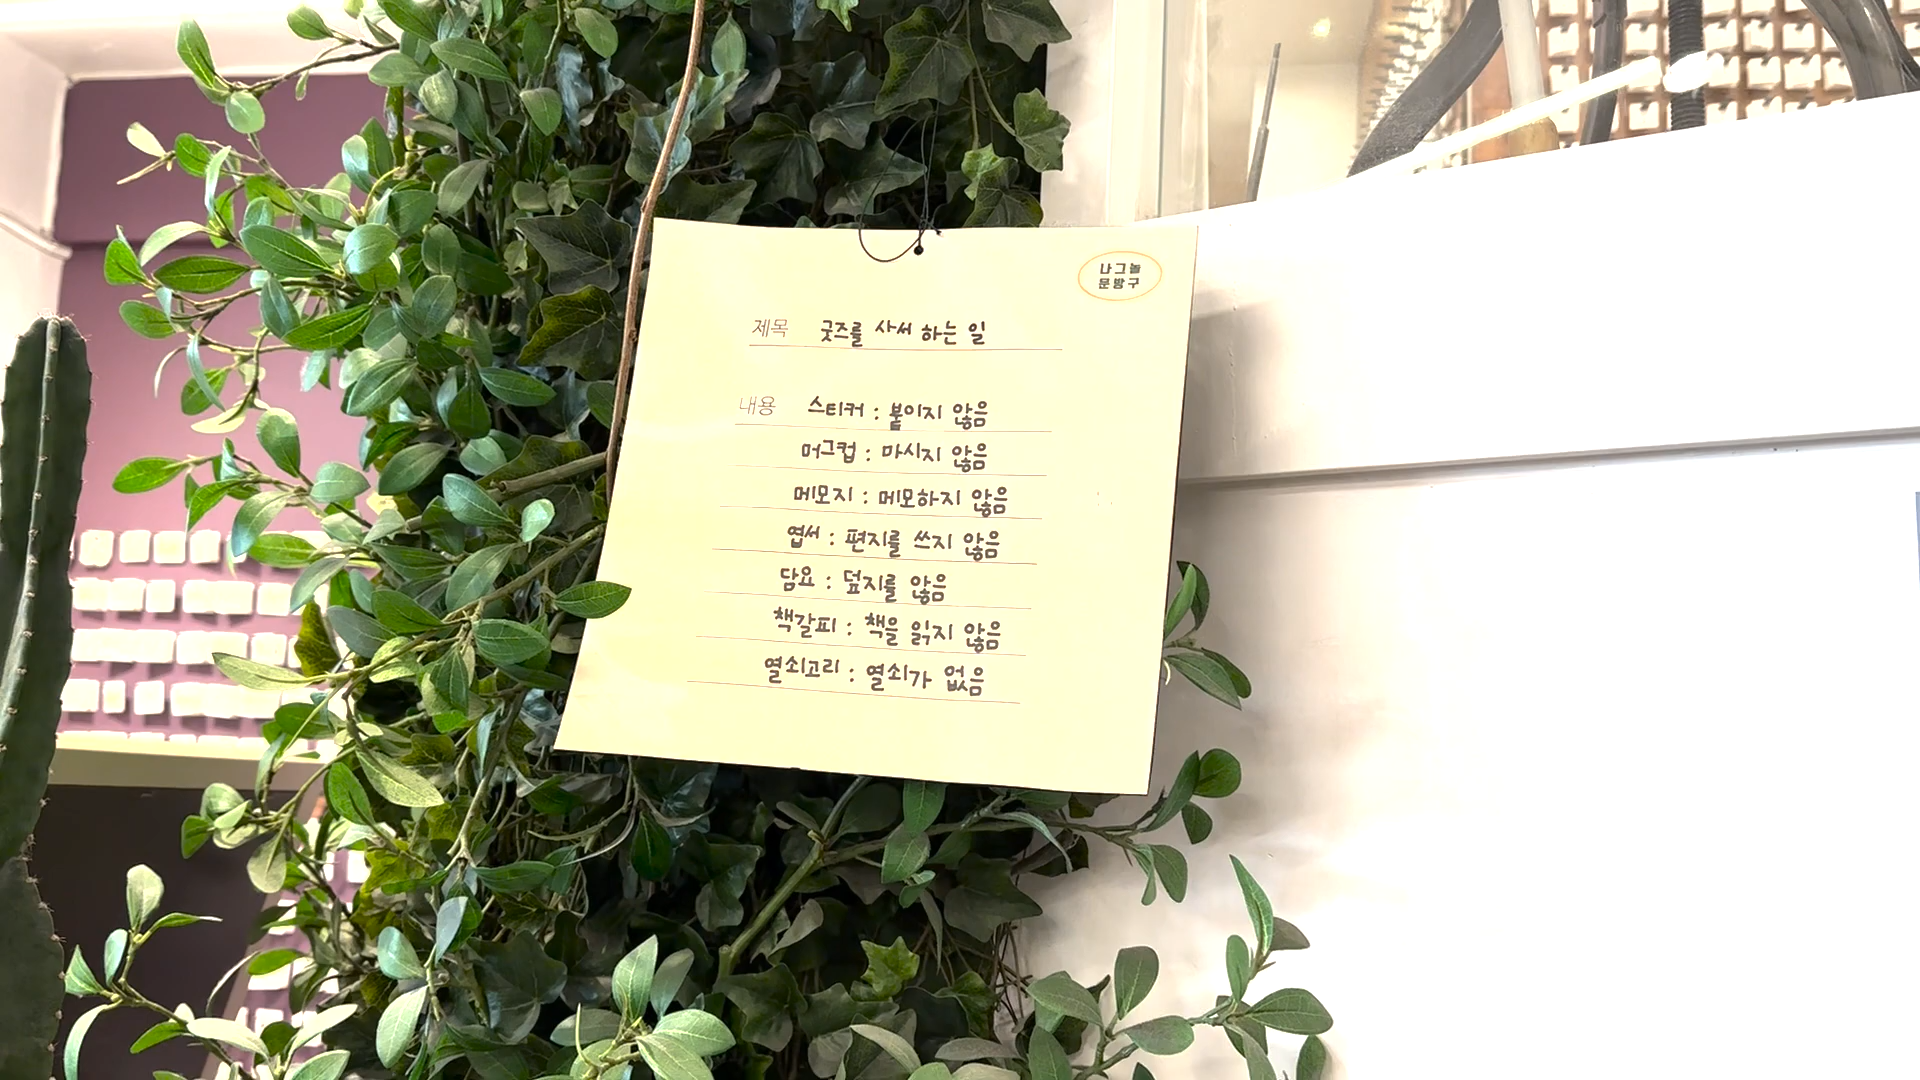 나그놀
문방구
제목 굿즈를 사써 하는 일
내용 스티커 : 붙이지 않음
머그컵 : 마시지 않음
메모지 : 메모하지 않음
엽써 : 편지를 쓰지 않음
담요 : 덮지를 않음
책갈피 : 책을 읽지 않음
열쇠고리 : 열쇠가 없음